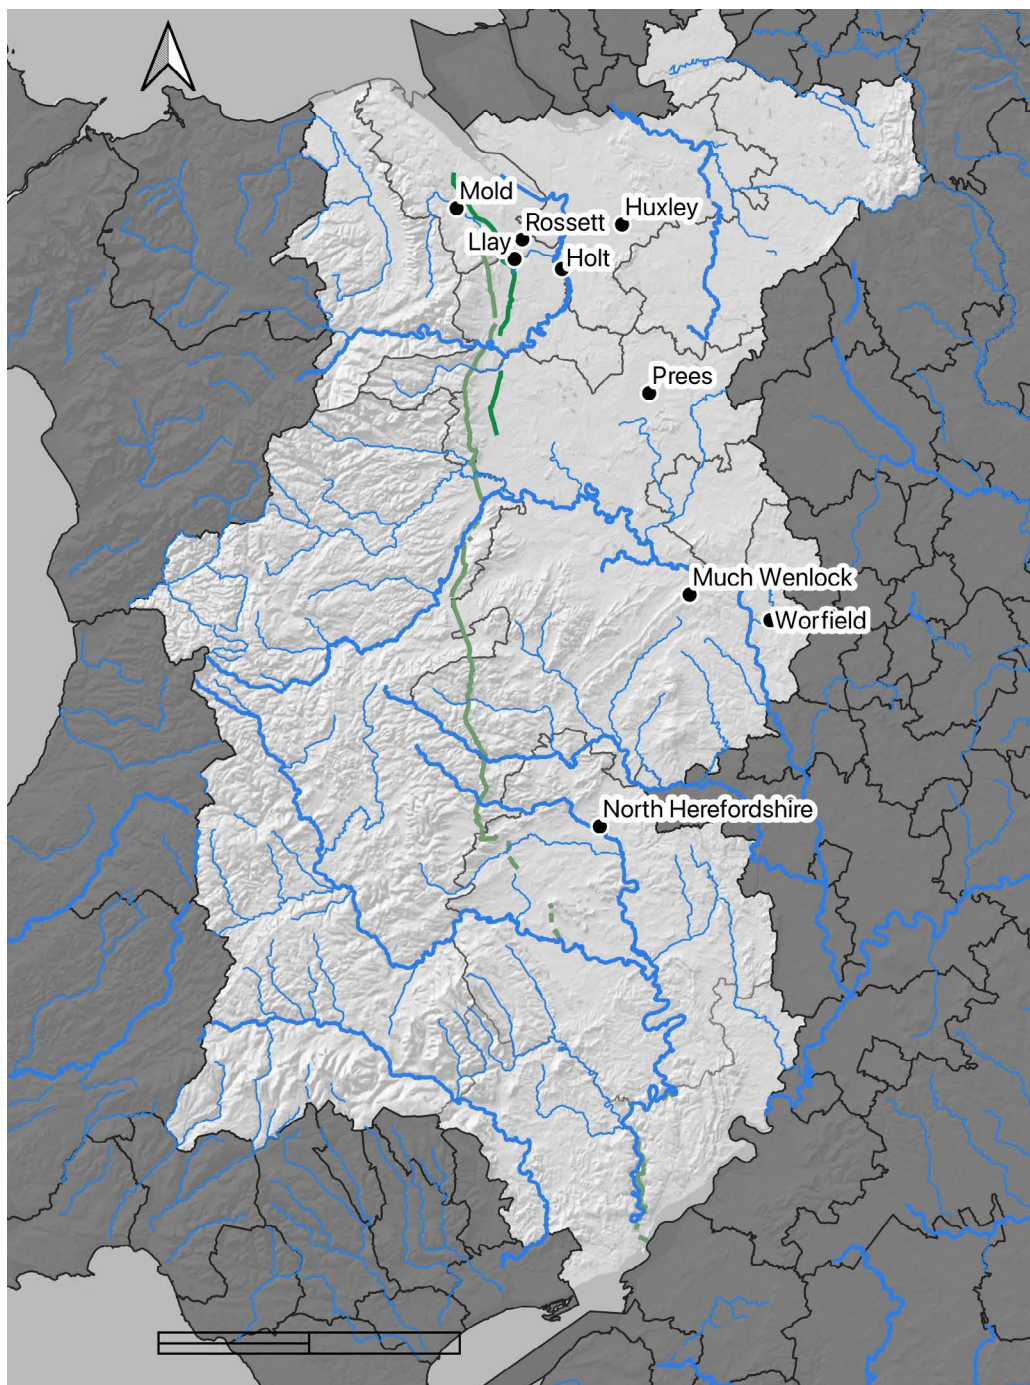 Mold
Huxley
Rossett
Llay
Holt
Prees
Much Wenlock
Worfield
North Herefordshire